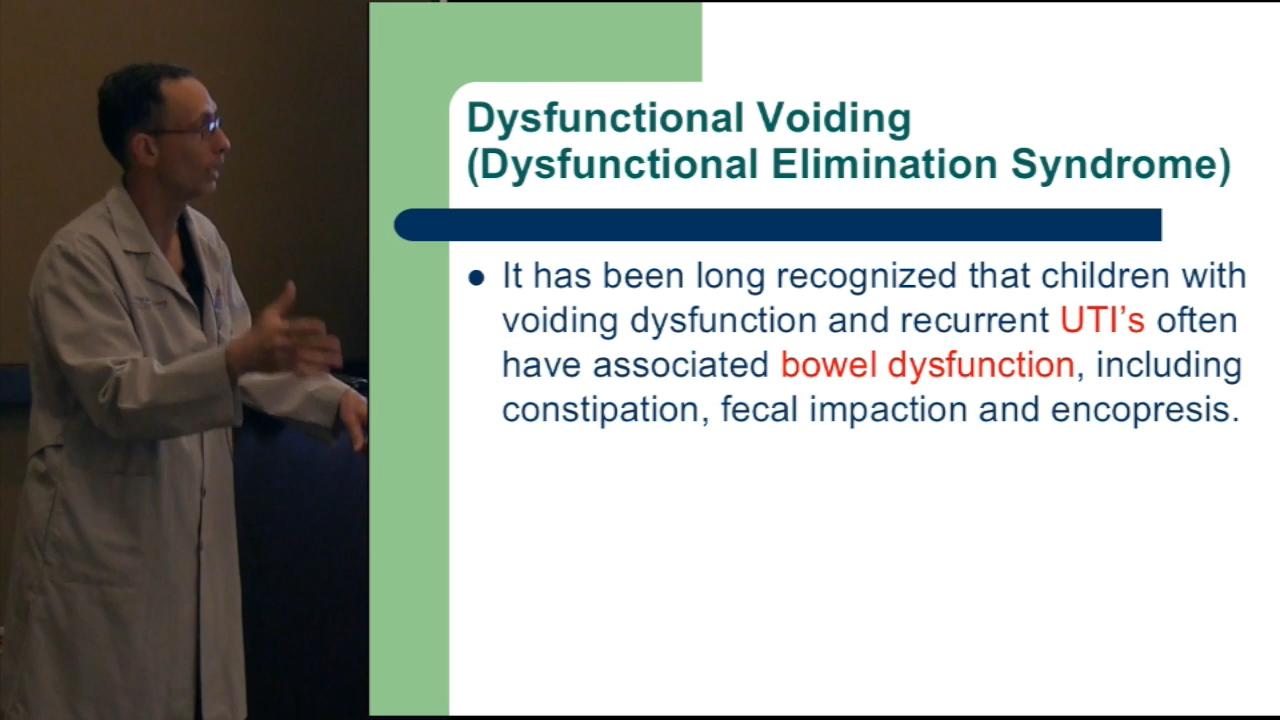 Dysfunctional Voiding
(Dysfunctional Elimination Syndrome)
It has been long recognized that children with
voiding dysfunction and recurrent UTI’s often
have associated bowel dysfunction, including
constipation, fecal impaction and encopresis.